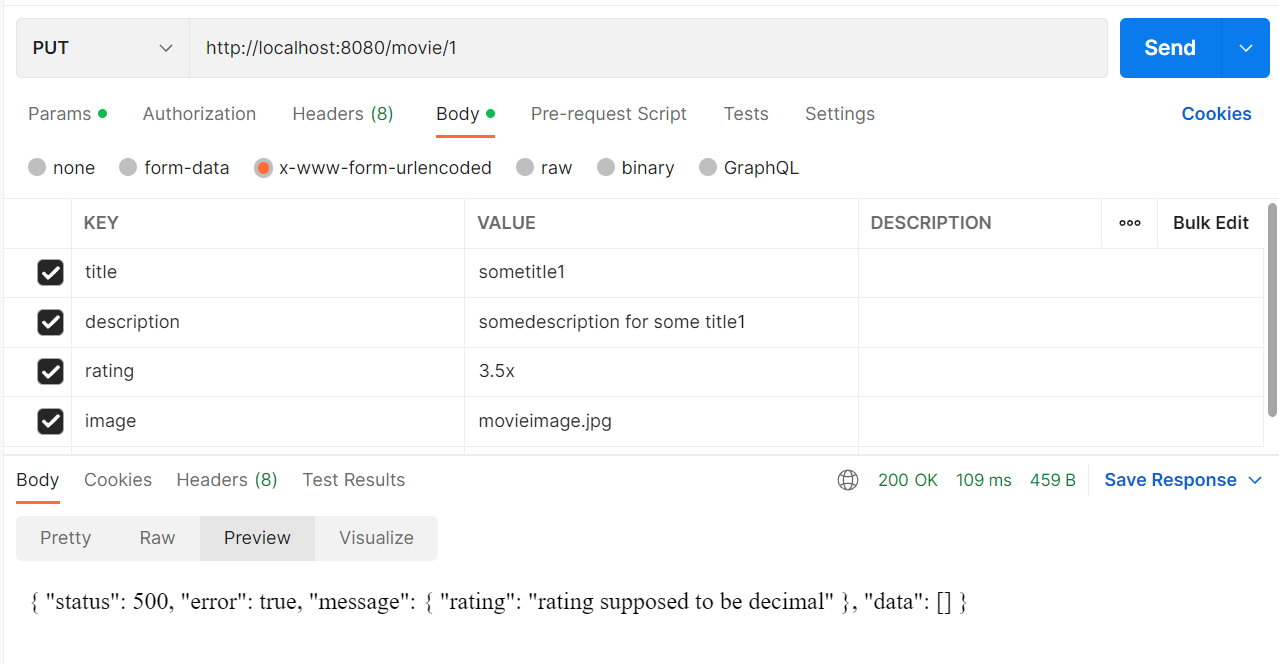 PUT http://localhost:8080/movie/1 Send
Params Authorization Headers (8) Body Pre-request Script Tests Settings Cookies
none form-data x-www-form-urlencoded raw binary GraphQL
KEY VALUE DESCRIPTION ooo Bulk Edit
title sometitle1
description somedescription for some title1
rating 3.5x
image movieimage.jpg
Body Cookies Headers (8) Test Results 200 OK 109 ms 459 B Save Response
Pretty Raw Preview Visualize
{ "status": 500, "error": true, "message": { "rating": "rating supposed to be decimal" }, "data": [] }